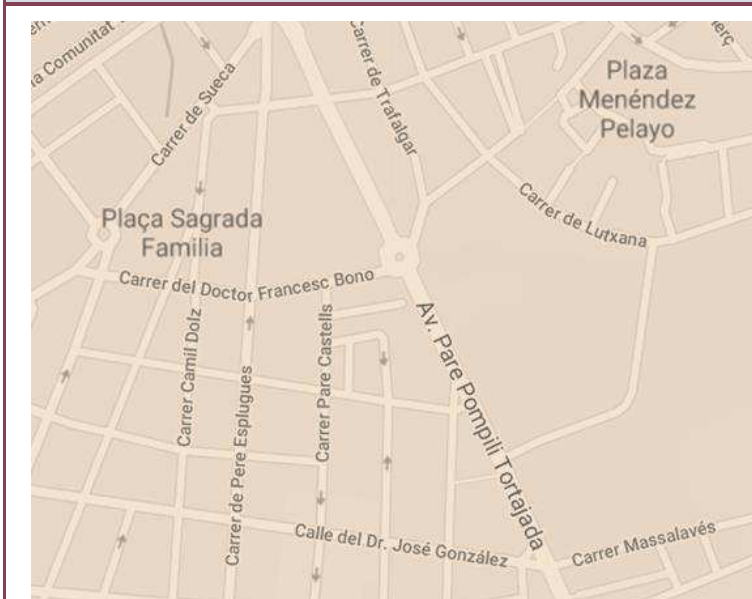 a Comunitat
Carrer de Sueca
Carrer de Trafalgar
Plaza
Menéndez
Pelayo
Carrer de Lutxana
Plaça Sagrada
Familia
Carrer del Doctor Francesc Bono
Carrer Camil Dolz
Carrer de Pere Esplugues
Carrer Pare Castells
Av. Pare Pompili Tortajada
Calle del Dr. José González
Carrer Massalavés